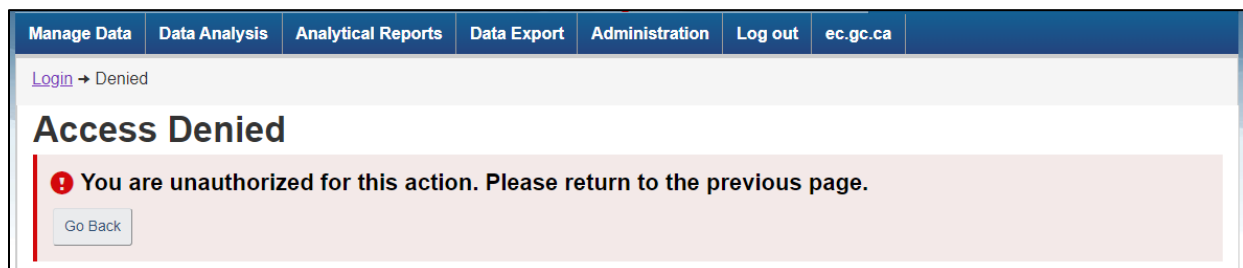 Manage Data Data Analysis Analytical Reports Data Export Administration Log out ec.gc.ca
Login → Denied
Access Denied
You are unauthorized for this action. Please return to the previous page.
Go Back